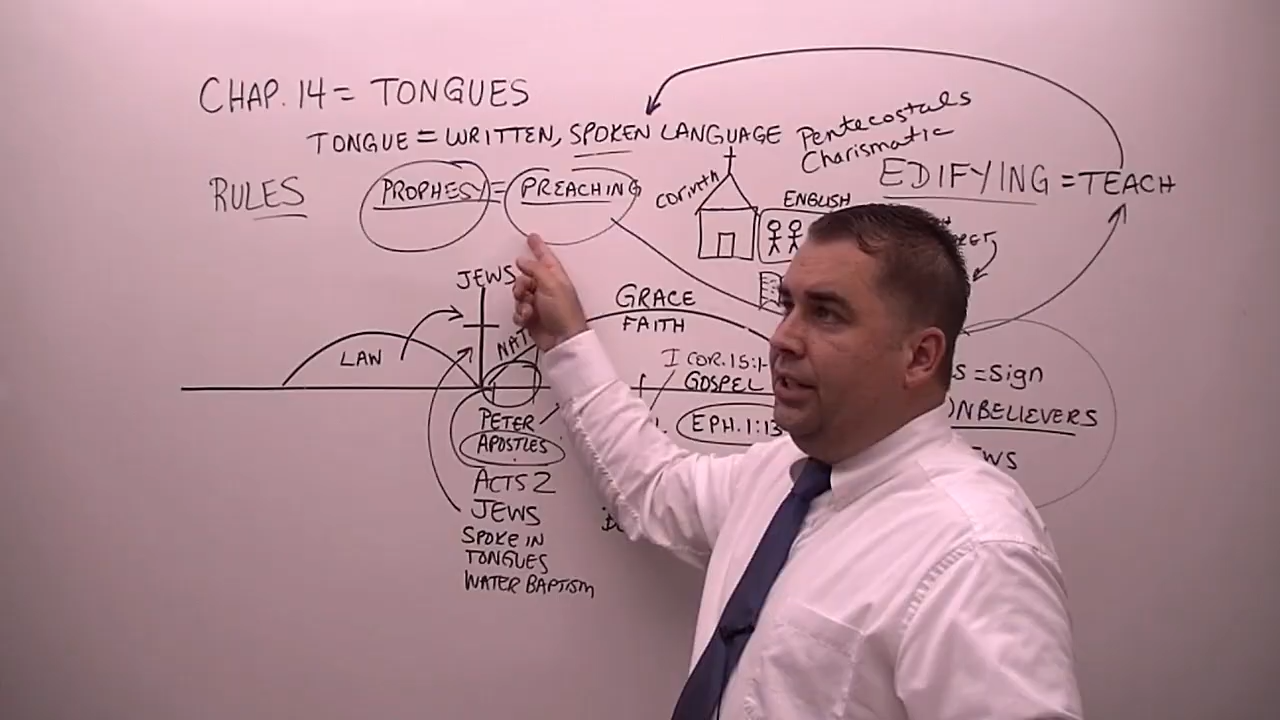 CHAP. 14 = TONGUES
TONGUE = WRITTEN, SPOKEN LANGUAGE
Pentecostals
Charismatic
RULES PROPHESY = PREACHING
EDIFYING = TEACH
Corinth
ENGLISH
JEWS
GRACE
FAITH
LAW
I COR. 15:1-
GOSPEL
EPH. 1:13
= Sign
WS
PETER
APOSTLES
ACTS 2
JEWS
SPOKE IN
TONGUES
WATER BAPTISM